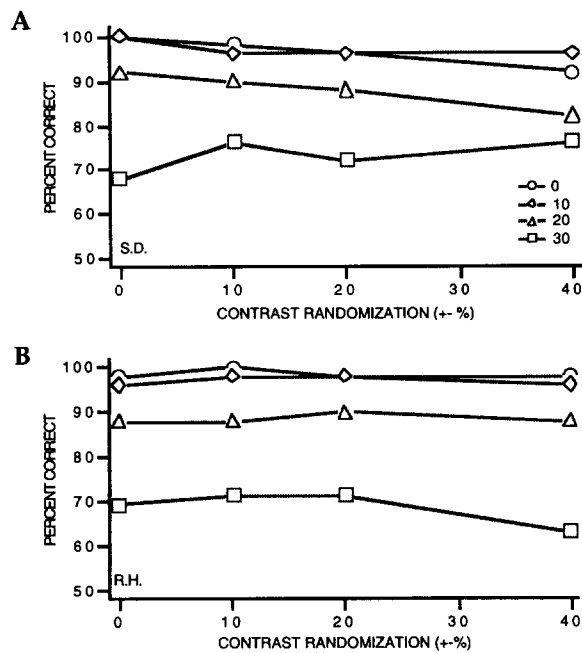 A
100
90
80
70
60
50
PERCENT CORRECT
S.D.
0
10
20
30
0 10 20 30 40
CONTRAST RANDOMIZATION (+- %)
B
100
90
80
70
60
50
PERCENT CORRECT
R.H.
0 10 20 30 40
CONTRAST RANDOMIZATION (+-%)